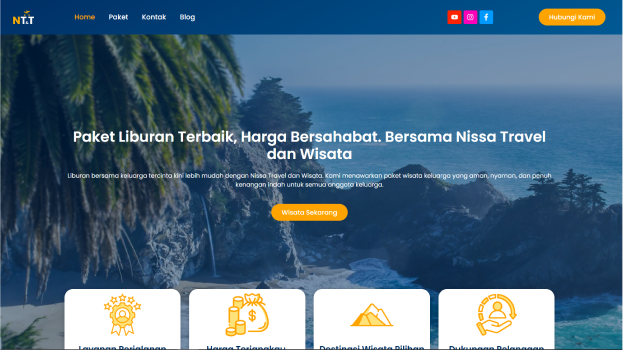 NT.T
Home Paket Kontak Blog
Hubungi Kami
Paket Liburan Terbaik, Harga Bersahabat. Bersama Nissa Travel
dan Wisata
Liburan bersama keluarga tercinta kini lebih mudah dengan Nissa Travel dan Wisata. Kami menawarkan paket wisata keluarga yang aman, nyaman, dan penuh
kenangan indah untuk semua anggota keluarga.
Wisata Sekarang
Layanan Perjalanan
Harga Terjangkau
Destinasi Wisata Pilihan
Dukungan Pelanggan